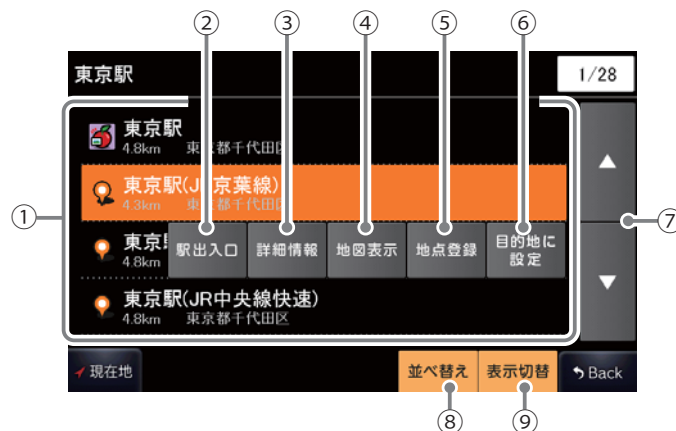 ② ③ ④ ⑤ ⑥
東京駅 1/28
東京駅
4.8km 東京都千代田区
①
東京駅(JR京葉線)
4.3km 東京都千代田
⑦
東京駅
4.8km
駅出入口 詳細情報 地図表示 地点登録 目的地に
設定
東京駅(JR中央線快速)
4.8km 東京都千代田区
現在地 並べ替え 表示切替 Back
⑧ ⑨